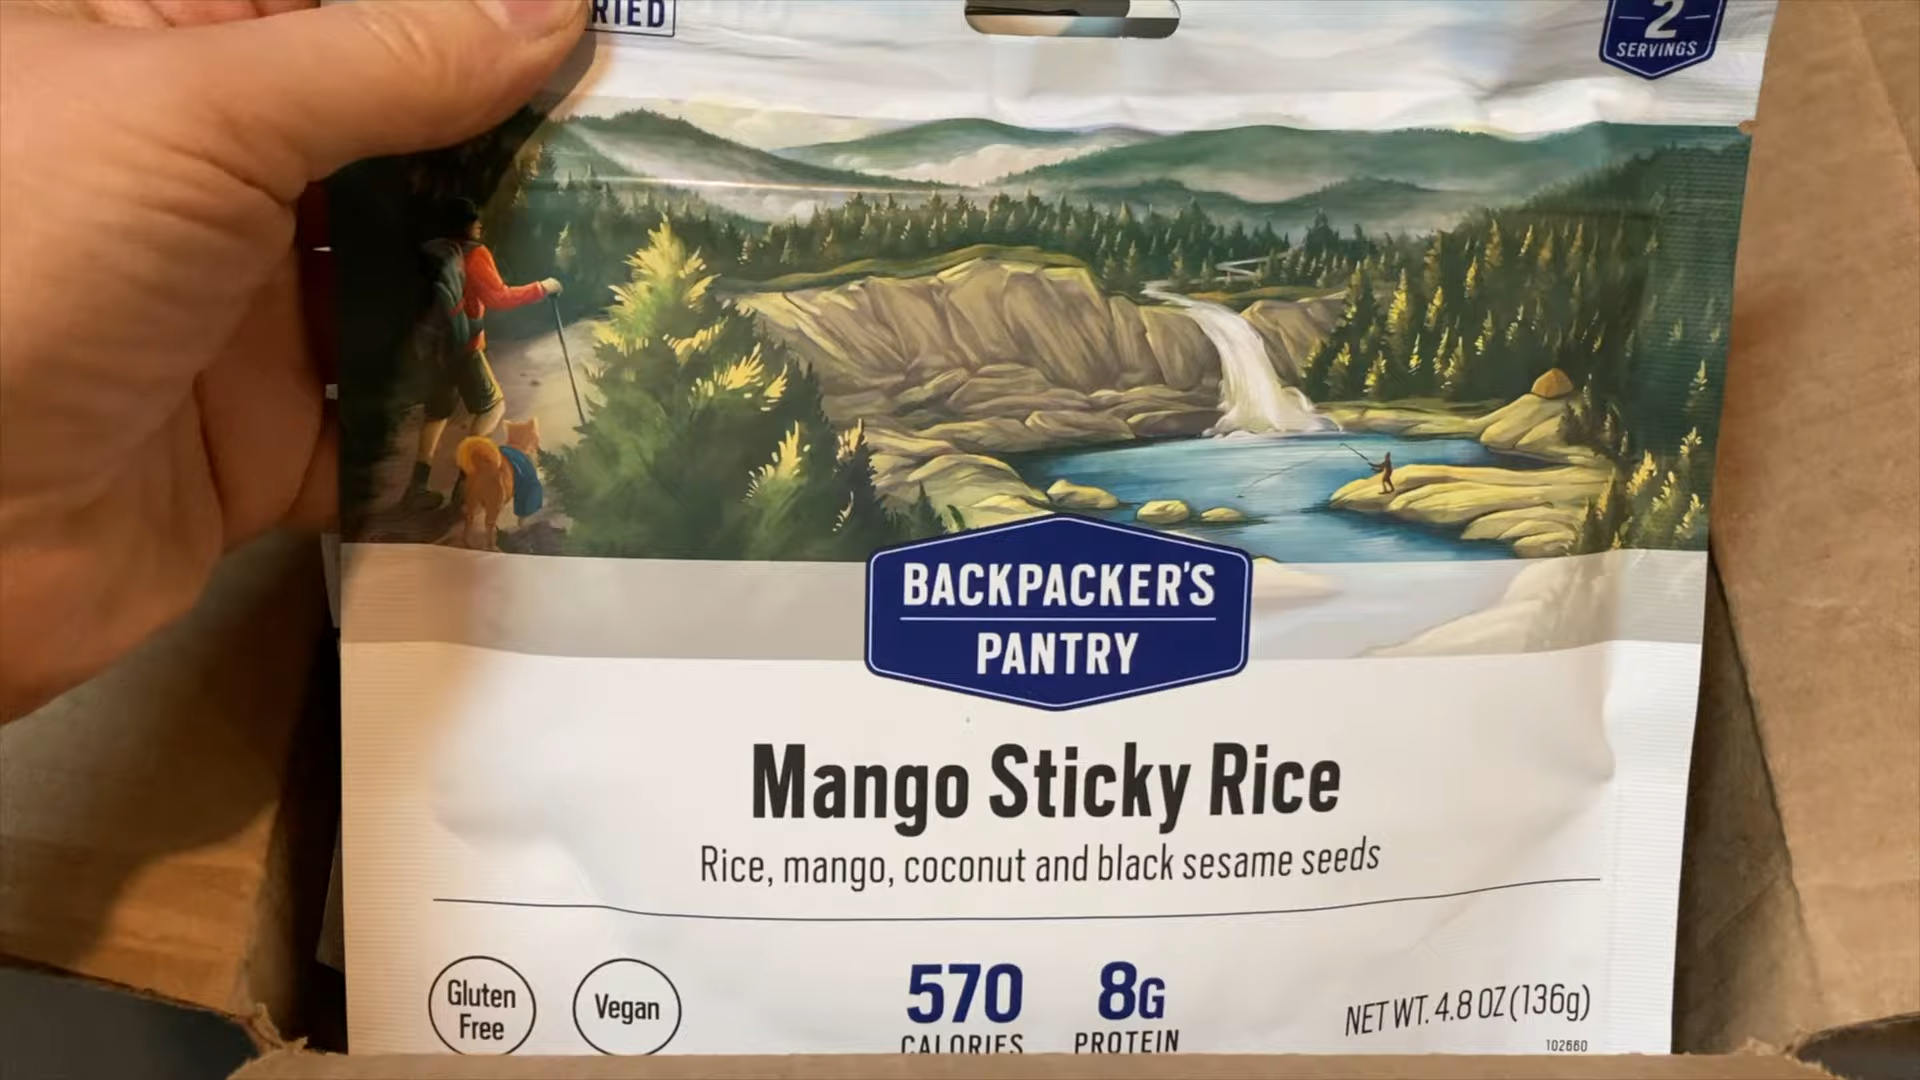 2
SERVINGS
BACKPACKER'S
PANTRY
Mango Sticky Rice
Rice, mango, coconut and black sesame seeds
Gluten
Free
Vegan
570
CALORIES
8G
PROTEIN
NET WT. 4.8 OZ (136g)
102660